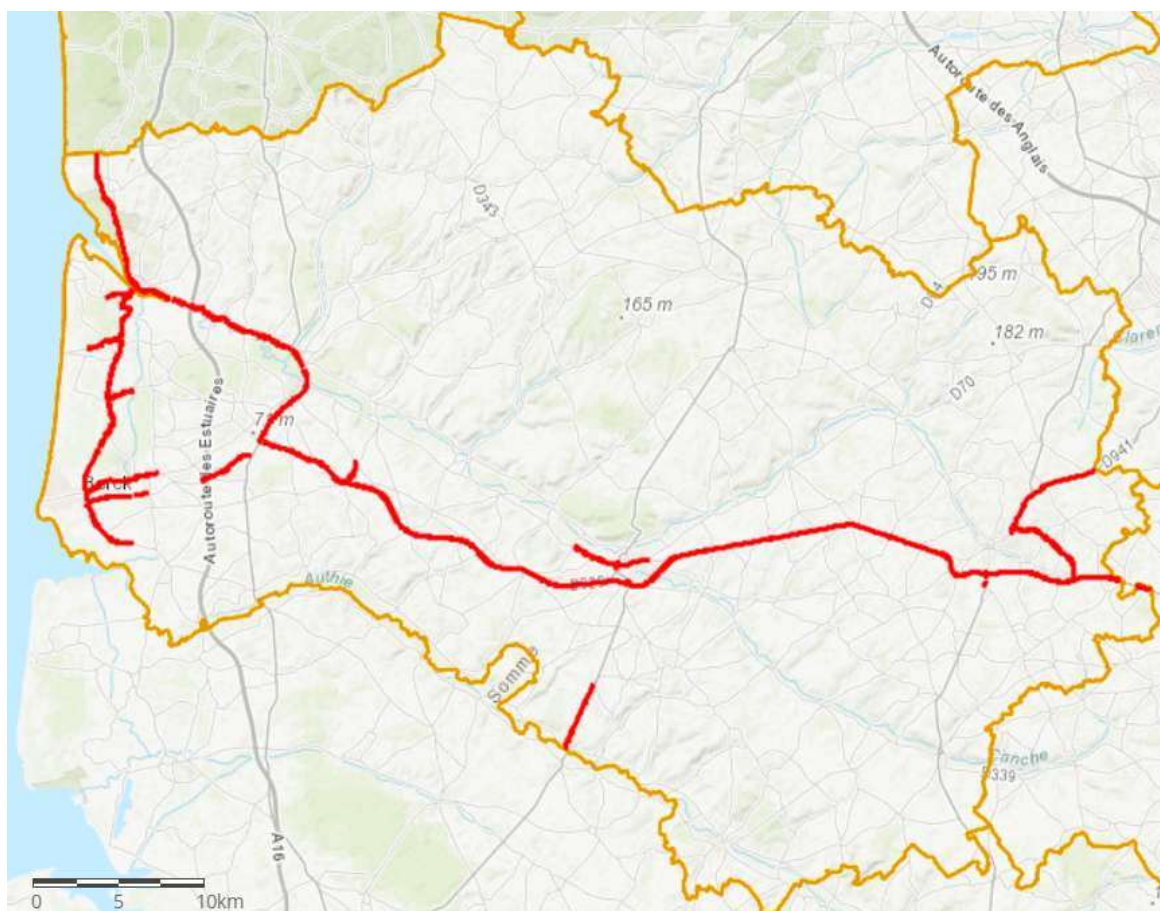 Autoroute des Anglais
D343
195 m
165 m
182 m
D70
Autoroute des Estuaires
Berck
D941
Authie
Somme
Canche
D339
A16
0 5 10km